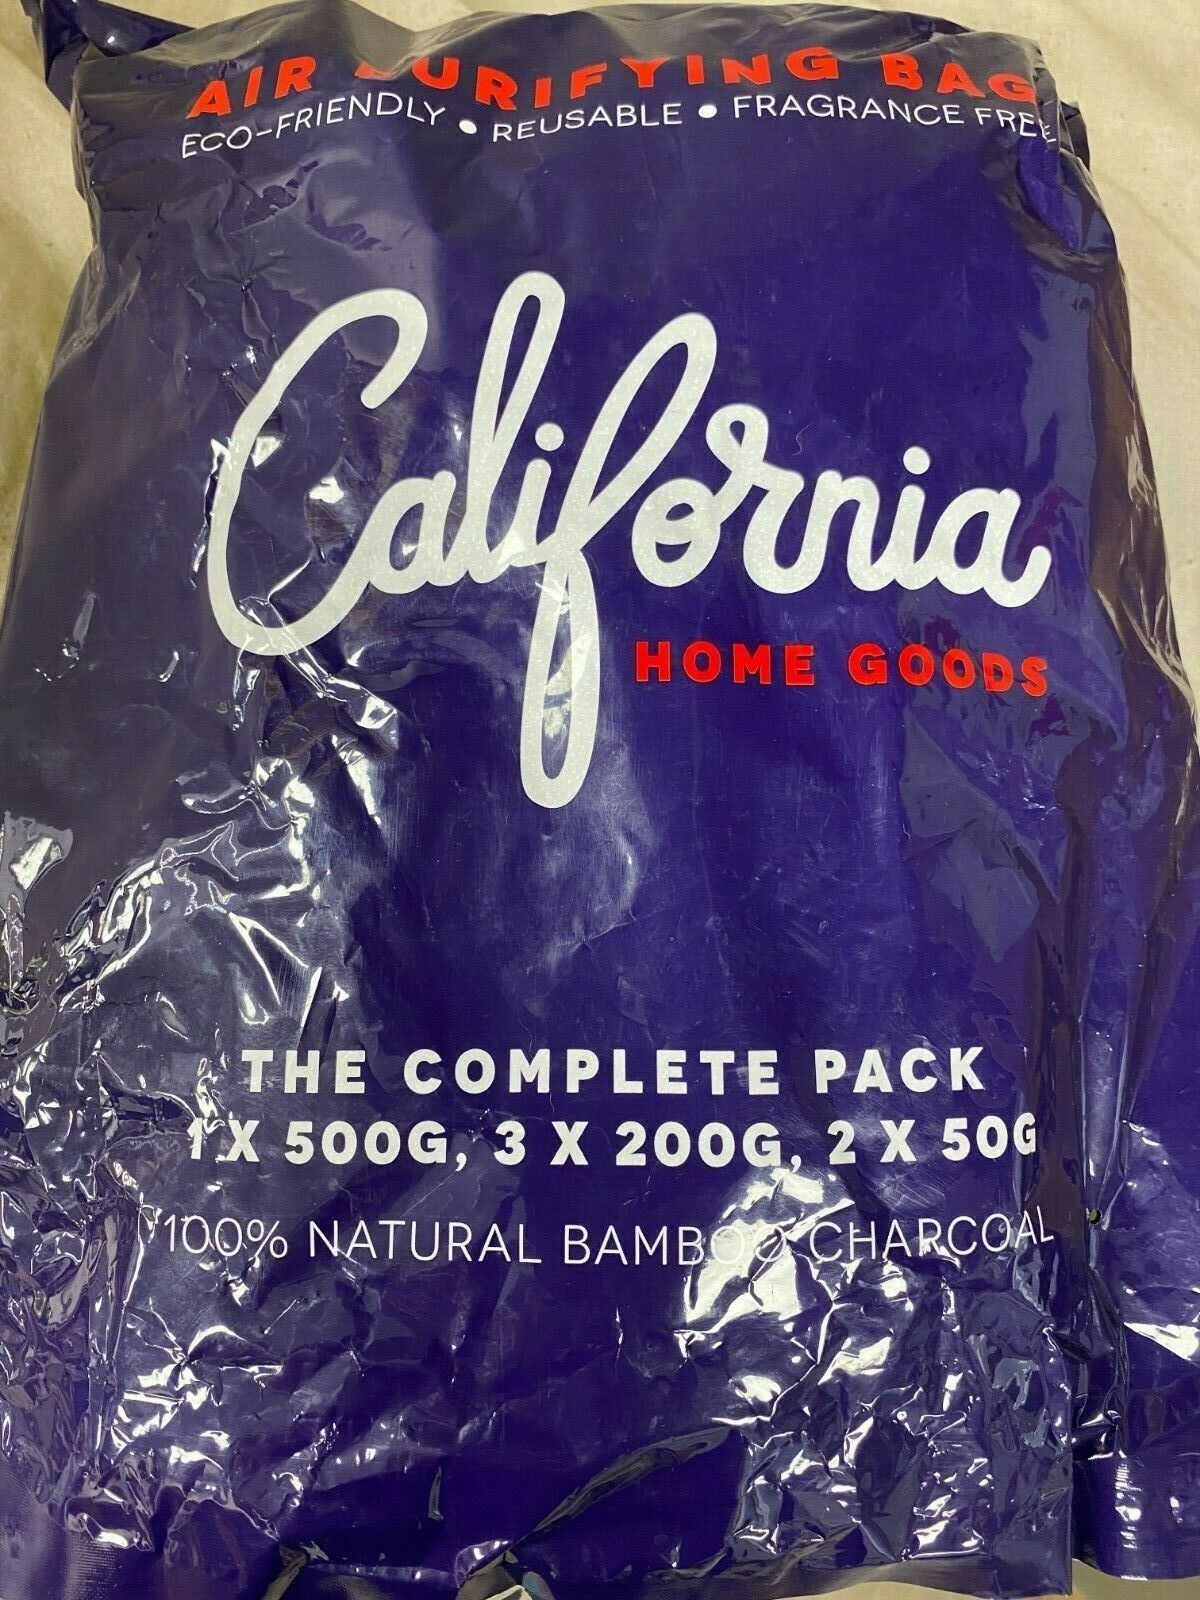 AIR PURIFYING BAG
ECO-FRIENDLY • REUSABLE • FRAGRANCE FREE
California
HOME GOODS
THE COMPLETE PACK
1 X 500G, 3 X 200G, 2 X 50G
100% NATURAL BAMBOO CHARCOAL